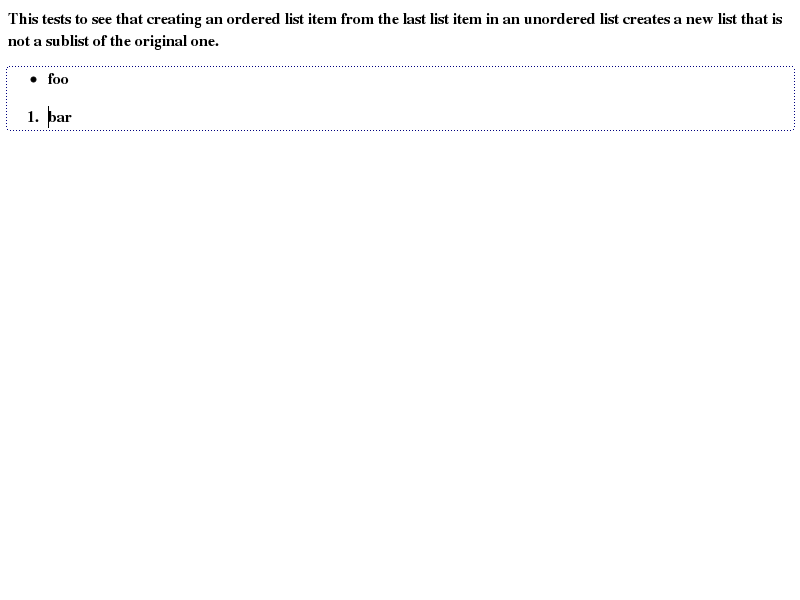 This tests to see that creating an ordered list item from the last list item in an unordered list creates a new list that is
not a sublist of the original one.
• foo
1. bar